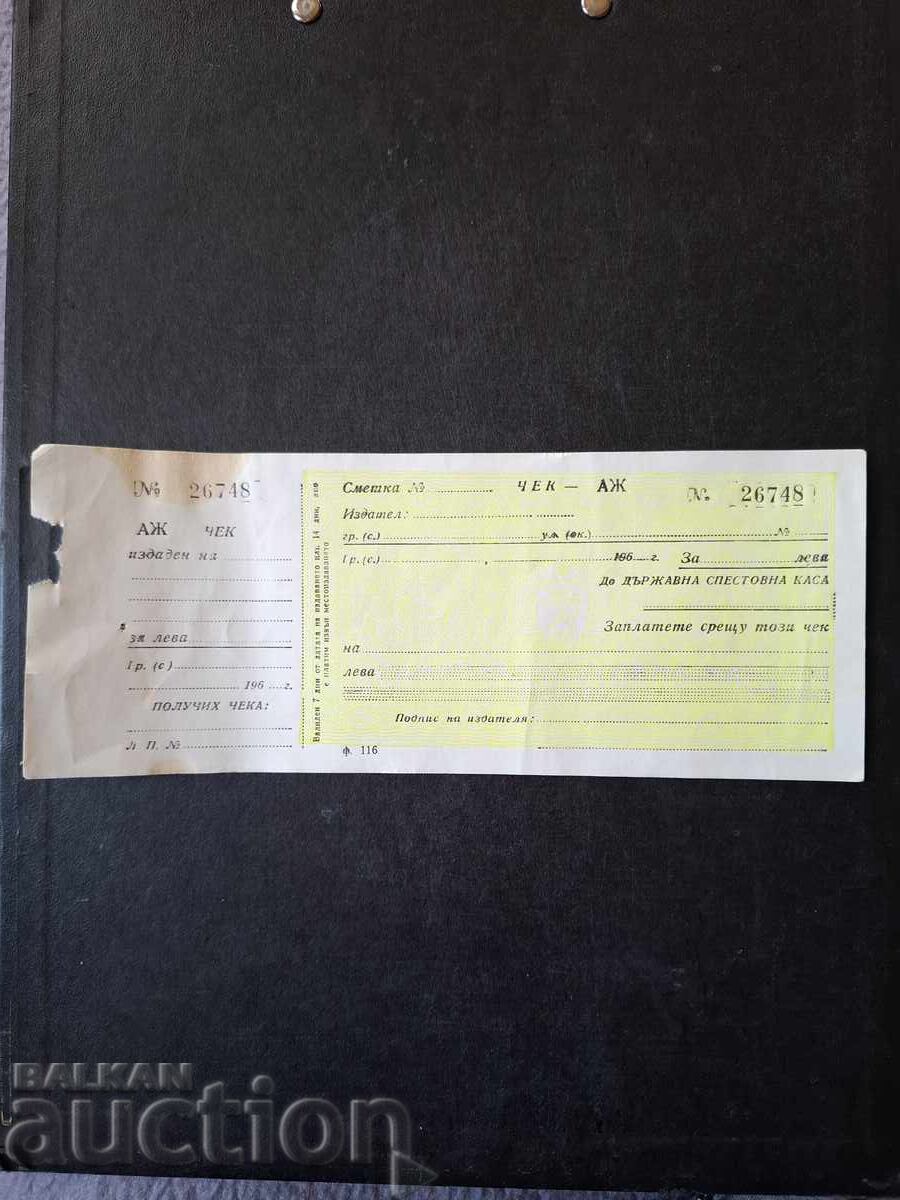 № 26748
АЖ ЧЕК
издаден на
за лева
Гр. (с)
196 г.
ПОЛУЧИХ ЧЕКА:
Л П. №
Валиден 7 дни от датата на издаването или 14 дни, ако
е платим извън местоиздаването
Сметка № ЧЕК — АЖ № 26748
Издател:
гр. (с.) ул. (ок.) №
Гр. (с.) , 196 г. За лева
До ДЪРЖАВНА СПЕСТОВНА КАСА
Заплатете срещу този чек
на
лева
Подпис на издателя:
ф. 116
BALKAN
auction